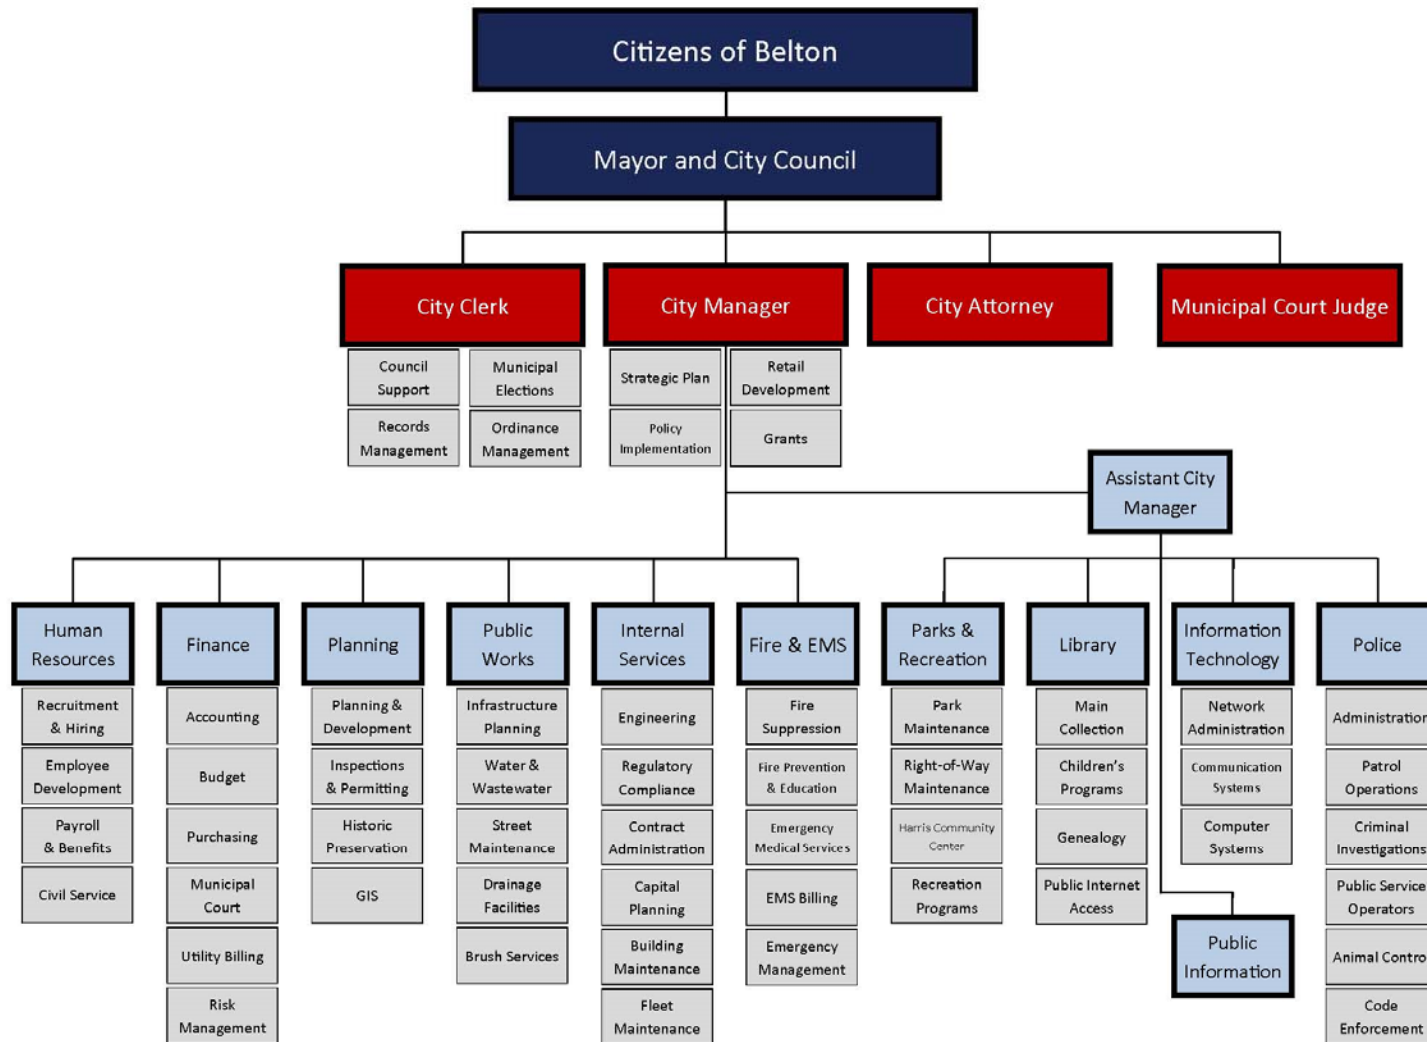 Citizens of Belton
Mayor and City Council
City Clerk
City Manager
City Attorney
Municipal Court Judge
Council
Support
Municipal
Elections
Records
Management
Ordinance
Management
Strategic Plan
Retail
Development
Policy
Implementation
Grants
Assistant City
Manager
Human
Resources
Recruitment
& Hiring
Employee
Development
Payroll
& Benefits
Civil Service
Finance
Accounting
Budget
Purchasing
Municipal
Court
Utility Billing
Risk
Management
Planning
Planning &
Development
Inspections
& Permitting
Historic
Preservation
GIS
Public
Works
Infrastructure
Planning
Water &
Wastewater
Street
Maintenance
Drainage
Facilities
Brush Services
Internal
Services
Engineering
Regulatory
Compliance
Contract
Administration
Capital
Planning
Building
Maintenance
Fleet
Maintenance
Fire & EMS
Fire
Suppression
Fire Prevention
& Education
Emergency
Medical Services
EMS Billing
Emergency
Management
Parks &
Recreation
Park
Maintenance
Right-of-Way
Maintenance
Harris Community
Center
Recreation
Programs
Library
Main
Collection
Children's
Programs
Genealogy
Public Internet
Access
Information
Technology
Network
Administration
Communication
Systems
Computer
Systems
Public
Information
Police
Administration
Patrol
Operations
Criminal
Investigations
Public Service
Operators
Animal Contro
Code
Enforcement